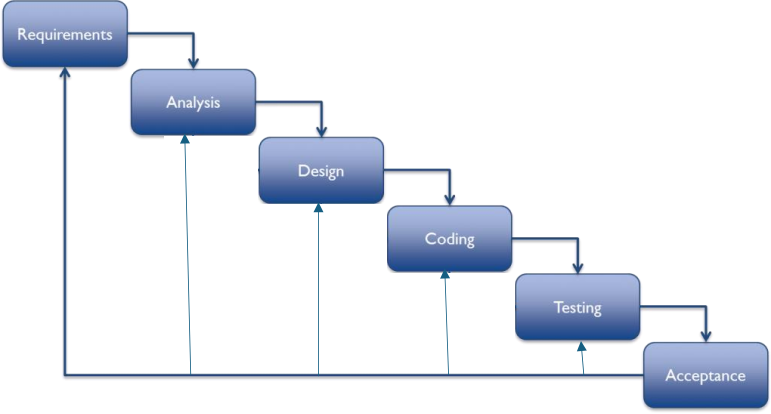 Requirements
Analysis
Design
Coding
Testing
Acceptance